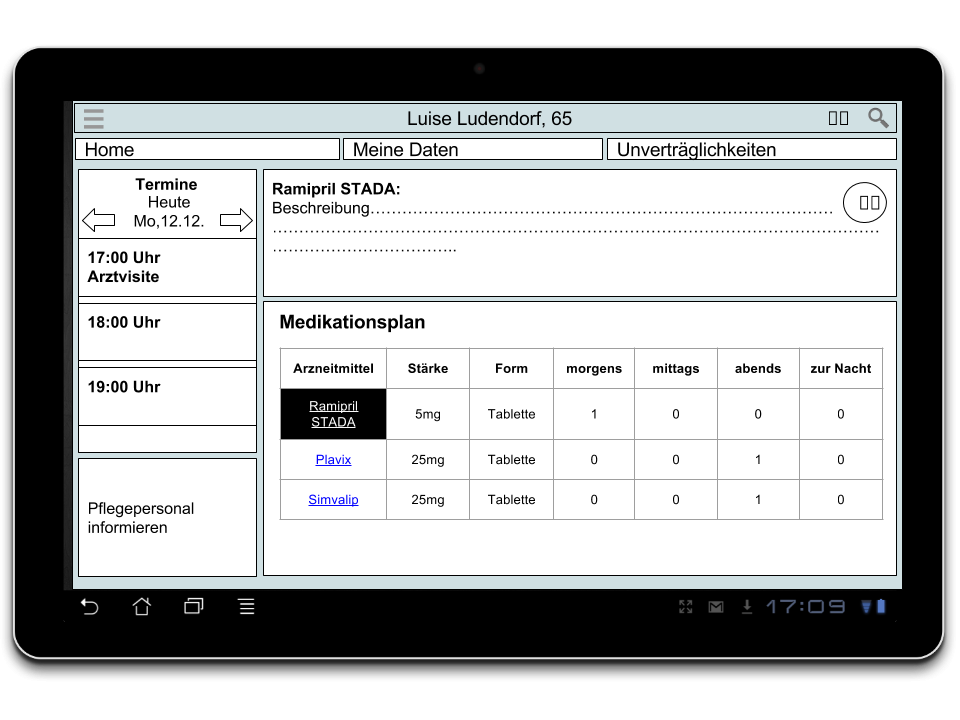 Luise Ludendorf, 65
Home
Meine Daten
Unverträglichkeiten
Termine
Heute
Mo,12.12.
17:00 Uhr
Arztvisite
18:00 Uhr
19:00 Uhr
Pflegepersonal
informieren
Ramipril STADA:
Beschreibung……………………………………………………………………………
……………………………………………………………………………………………………
……………………………..
Medikationsplan
Arzneitmittel Stärke Form morgens mittags abends zur Nacht
Ramipril
STADA 5mg Tablette 1 0 0 0
Plavix 25mg Tablette 0 0 1 0
Simvalip 25mg Tablette 0 0 1 0
17:09